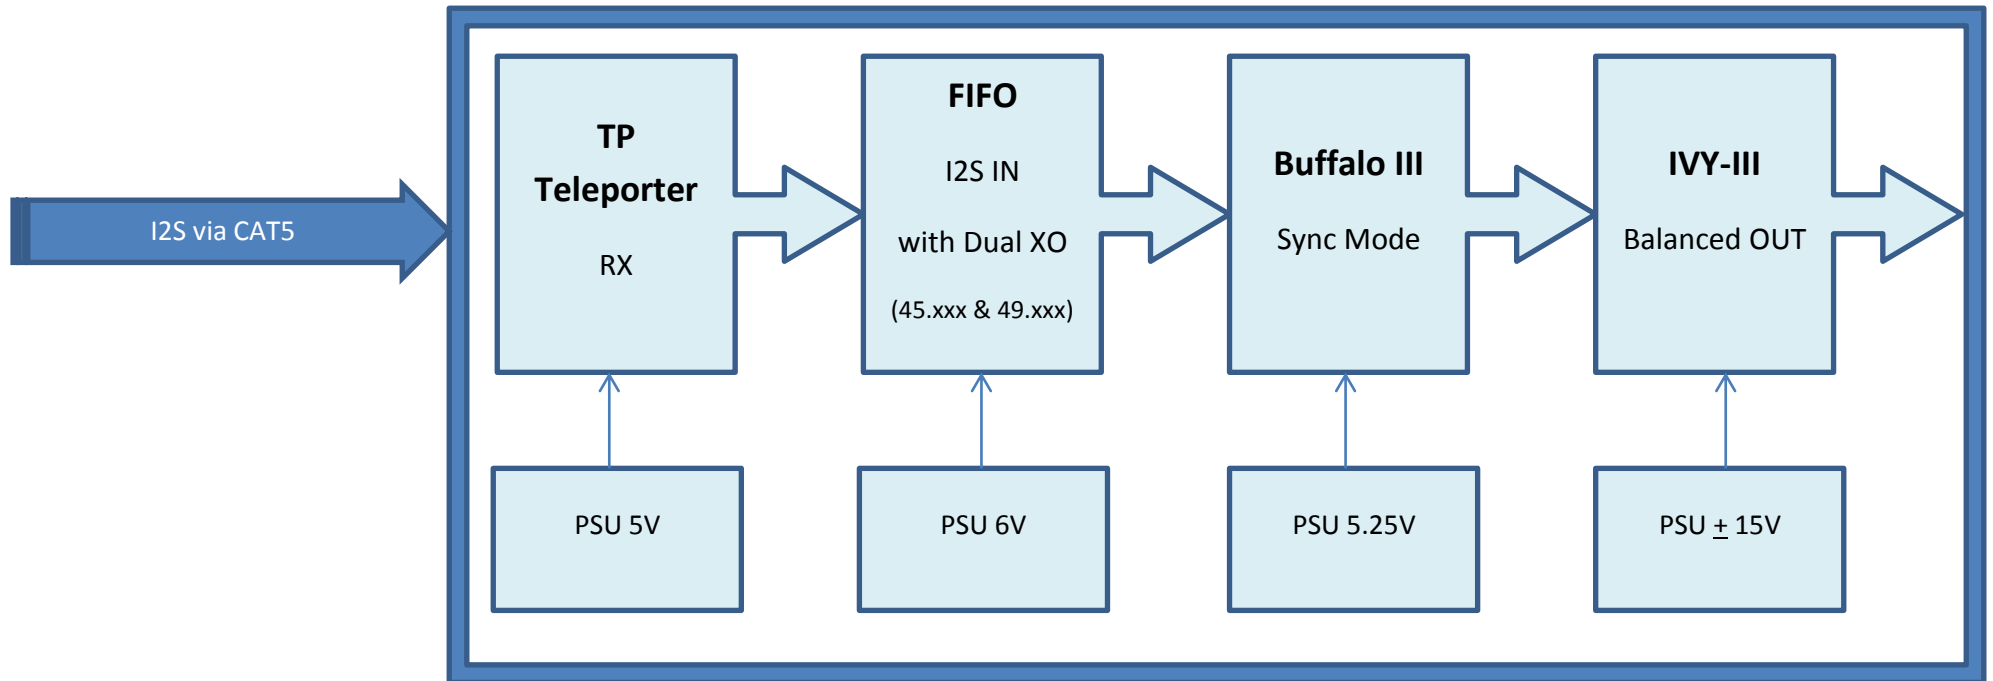 I2S via CAT5
TP
Teleporter
RX
FIFO
I2S IN
with Dual XO
(45.xxx & 49.xxx)
Buffalo III
Sync Mode
IVY-III
Balanced OUT
PSU 5V
PSU 6V
PSU 5.25V
PSU ± 15V